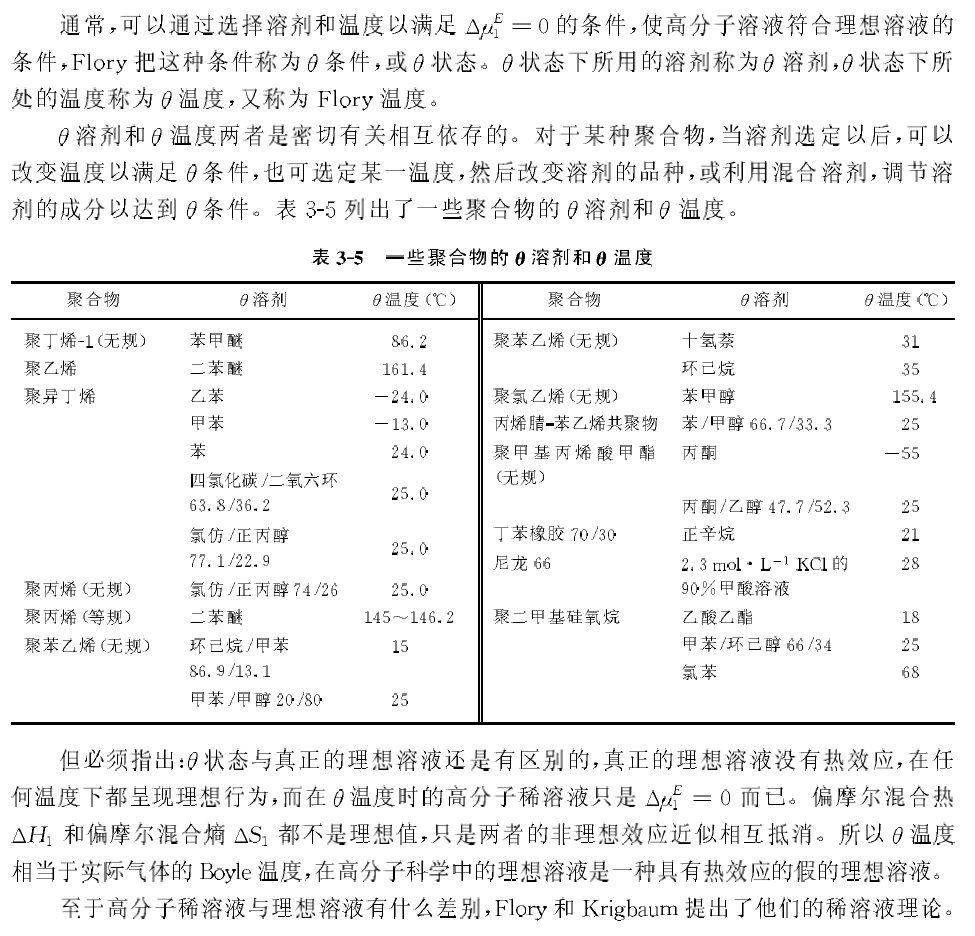 通常,可以通过选择溶剂和温度以满足 Δμ₁ᴱ = 0 的条件,使高分子溶液符合理想溶液的
条件,Flory 把这种条件称为 θ 条件,或 θ 状态。θ 状态下所用的溶剂称为 θ 溶剂,θ 状态下所
处的温度称为 θ 温度,又称为 Flory 温度。
θ 溶剂和 θ 温度两者是密切有关相互依存的。对于某种聚合物,当溶剂选定以后,可以
改变温度以满足 θ 条件,也可选定某一温度,然后改变溶剂的品种,或利用混合溶剂,调节溶
剂的成分以达到 θ 条件。表 3-5 列出了一些聚合物的 θ 溶剂和 θ 温度。
表 3-5 一些聚合物的 θ 溶剂和 θ 温度
聚合物 θ 溶剂 θ 温度(℃)
聚丁烯-1(无规) 苯甲醚 86.2
聚乙烯 二苯醚 161.4
聚异丁烯 乙苯 −24.0
甲苯 −13.0
苯 24.0
四氯化碳/二氧六环
63.8/36.2 25.0
氯仿/正丙醇
77.1/22.9 25.0
聚丙烯(无规) 氯仿/正丙醇 74/26 25.0
聚丙烯(等规) 二苯醚 145~146.2
聚苯乙烯(无规) 环己烷/甲苯 15
86.9/13.1
甲苯/甲醇 20/80 25
聚合物 θ 溶剂 θ 温度(℃)
聚苯乙烯(无规) 十氢萘 31
环己烷 35
聚氯乙烯(无规) 苯甲醇 155.4
丙烯腈-苯乙烯共聚物 苯/甲醇 66.7/33.3 25
聚甲基丙烯酸甲酯 丙酮 −55
(无规)
丙酮/乙醇 47.7/52.3 25
丁苯橡胶 70/30 正辛烷 21
尼龙 66 2.3 mol·L⁻¹ KCl 的 28
90%甲酸溶液
聚二甲基硅氧烷 乙酸乙酯 18
甲苯/环己醇 66/34 25
氯苯 68
但必须指出:θ 状态与真正的理想溶液还是有区别的,真正的理想溶液没有热效应,在任
何温度下都呈现理想行为,而在 θ 温度时的高分子稀溶液只是 Δμ₁ᴱ = 0 而已。偏摩尔混合热
ΔH₁ 和偏摩尔混合熵 ΔS₁ 都不是理想值,只是两者的非理想效应近似相互抵消。所以 θ 温度
相当于实际气体的 Boyle 温度,在高分子科学中的理想溶液是一种具有热效应的假的理想溶液。
至于高分子稀溶液与理想溶液有什么差别,Flory 和 Krigbaum 提出了他们的稀溶液理论。